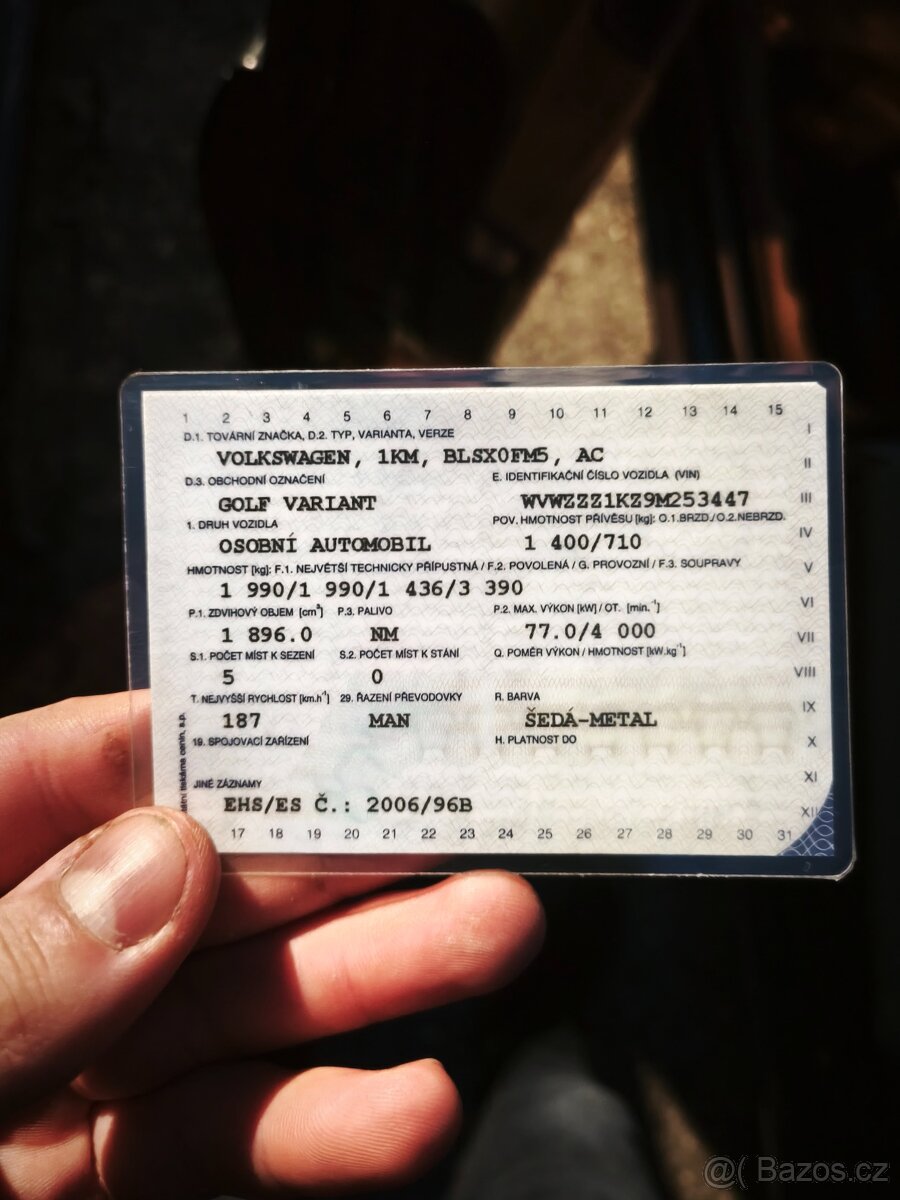 1 2 3 4 5 6 7 8 9 10 11 12 13 14 15
I
D.1. TOVÁRNÍ ZNAČKA, D.2. TYP, VARIANTA, VERZE
VOLKSWAGEN, 1KM, BLSX0FM5, AC
II
D.3. OBCHODNÍ OZNAČENÍ E. IDENTIFIKAČNÍ ČÍSLO VOZIDLA (VIN)
GOLF VARIANT WVWZZZ1KZ9M253447
III
1. DRUH VOZIDLA POV. HMOTNOST PŘÍVĚSU [kg]: O.1.BRZD./O.2.NEBRZD.
OSOBNÍ AUTOMOBIL 1 400/710
IV
HMOTNOST [kg]: F.1. NEJVĚTŠÍ TECHNICKY PŘÍPUSTNÁ / F.2. POVOLENÁ / G. PROVOZNÍ / F.3. SOUPRAVY
V
1 990/1 990/1 436/3 390
VI
P.1. ZDVIHOVÝ OBJEM [cm³] P.3. PALIVO P.2. MAX. VÝKON [kW] / OT. [min.⁻¹]
1 896.0 NM 77.0/4 000
VII
S.1. POČET MÍST K SEZENÍ S.2. POČET MÍST K STÁNÍ Q. POMĚR VÝKON / HMOTNOST [kW.kg⁻¹]
5 0
VIII
T. NEJVYŠŠÍ RYCHLOST [km.h⁻¹] 29. ŘAZENÍ PŘEVODOVKY R. BARVA
IX
187 MAN ŠEDÁ-METAL
19. SPOJOVACÍ ZAŘÍZENÍ H. PLATNOST DO
X
XI
JINÉ ZÁZNAMY
EHS/ES Č.: 2006/96B
XII
17 18 19 20 21 22 23 24 25 26 27 28 29 30 31
tiskárna cenin, s.p.
@( Bazos.cz